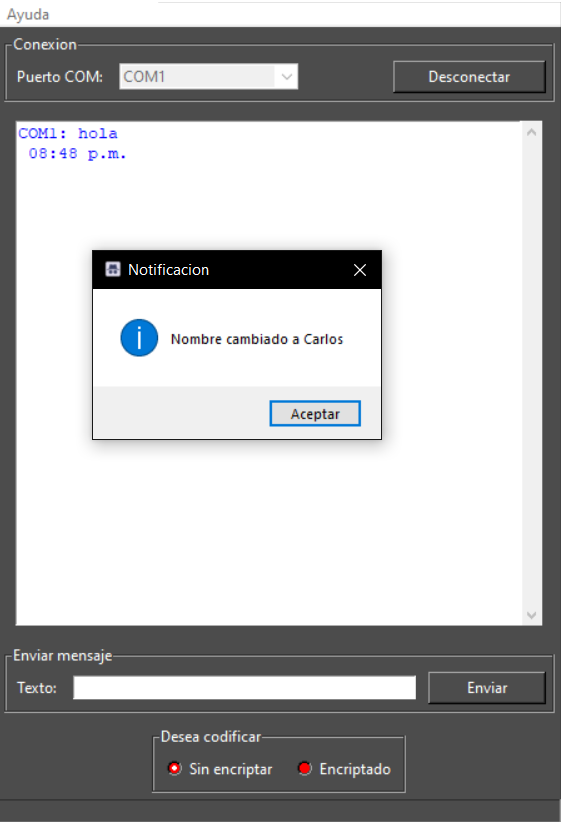 Ayuda
Conexion
Puerto COM: COM1 Desconectar
COM1: hola
08:48 p.m.
Notificacion
Nombre cambiado a Carlos
Aceptar
Enviar mensaje
Texto: Enviar
Desea codificar
Sin encriptar Encriptado